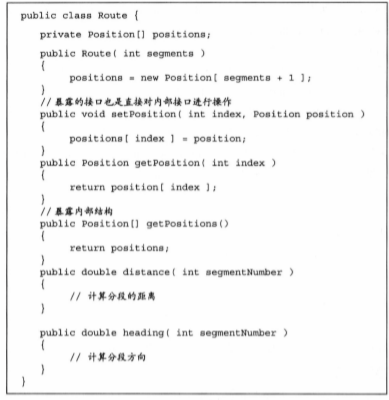 public class Route {
private Position[] positions;
public Route( int segments )
{
positions = new Position[ segments + 1 ];
}
// 暴露的接口也是直接对内部接口进行操作
public void setPosition( int index, Position position )
{
positions[ index ] = position;
}
public Position getPosition( int index )
{
return position[ index ];
}
// 暴露内部结构
public Position[] getPositions()
{
return positions;
}
public double distance( int segmentNumber )
{
// 计算分段的距离
}
public double heading( int segmentNumber )
{
// 计算分段方向
}
}